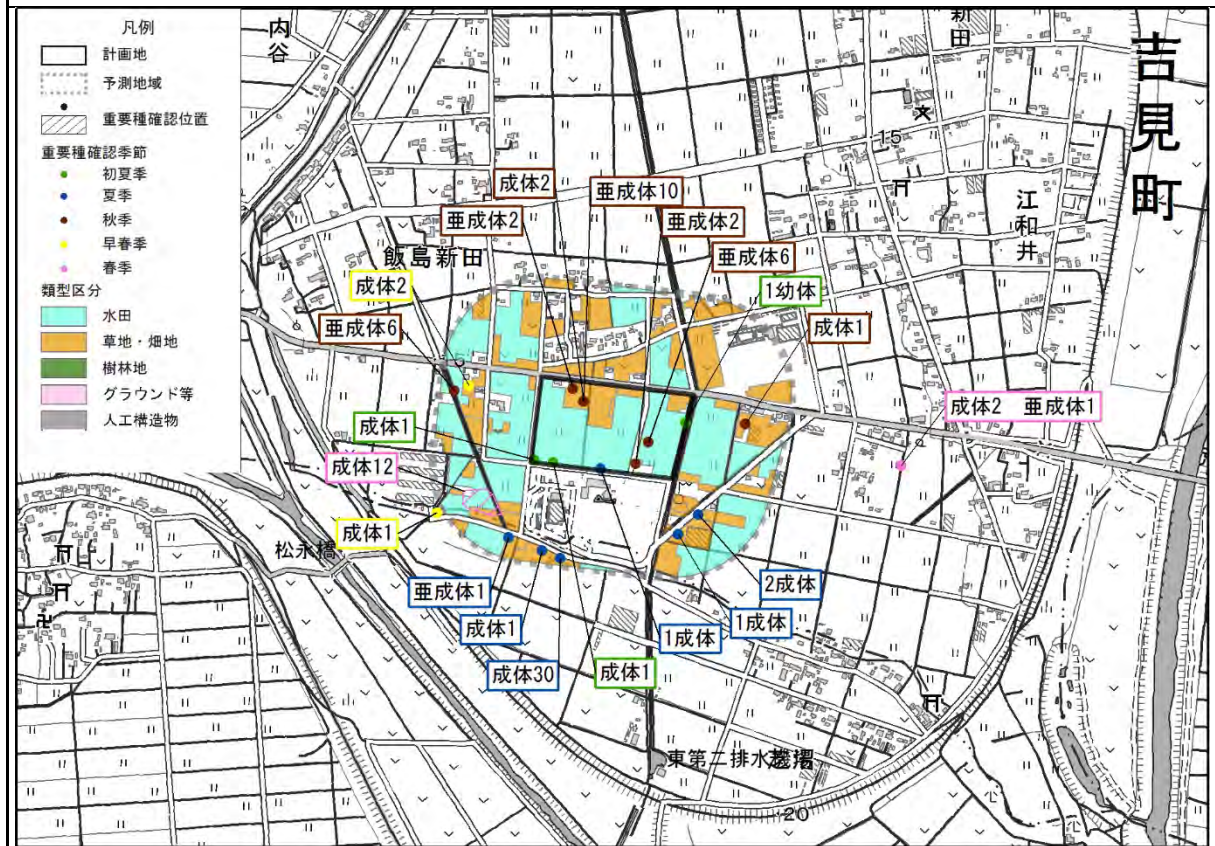 凡例
計画地
予測地域
重要種確認位置
重要種確認季節
初夏季
夏季
秋季
早春季
春季
類型区分
水田
草地・畑地
樹林地
グラウンド等
人工構造物
内谷
新田
吉見町
15
江和井
飯島新田
成体2
亜成体10
亜成体2
亜成体2
亜成体6
1幼体
成体2
亜成体6
成体1
成体2 亜成体1
成体1
成体12
成体1
松永橋
亜成体1
成体1
成体30
成体1
1成体
1成体
2成体
東第二排水機場
20